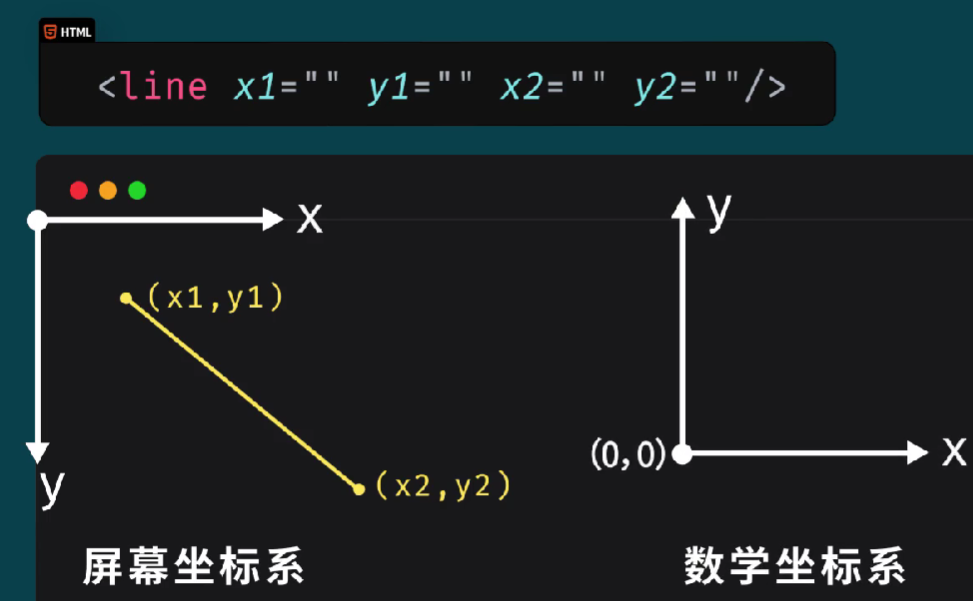 HTML
<line x1="" y1="" x2="" y2=""/>
x
y
(x1,y1)
(x2,y2)
y
(0,0)
x
屏幕坐标系
数学坐标系